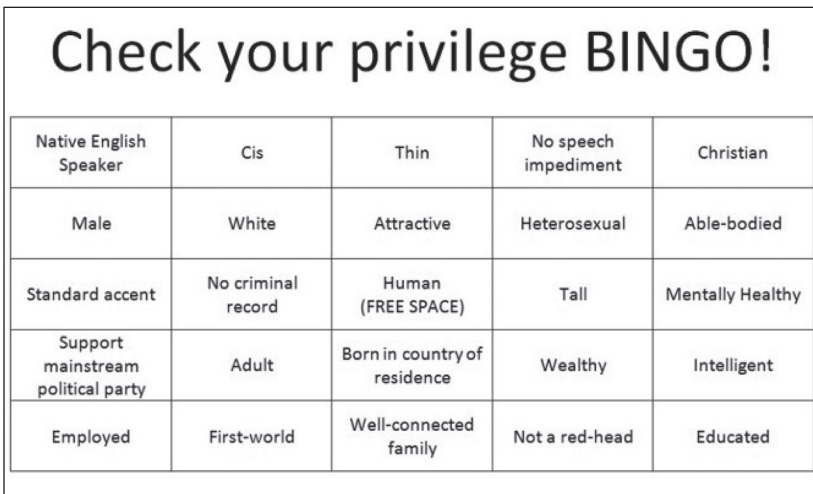 Check your privilege BINGO!
Native English
Speaker
Cis
Thin
No speech
impediment
Christian
Male
White
Attractive
Heterosexual
Able-bodied
Standard accent
No criminal
record
Human
(FREE SPACE)
Tall
Mentally Healthy
Support
mainstream
political party
Adult
Born in country of
residence
Wealthy
Intelligent
Employed
First-world
Well-connected
family
Not a red-head
Educated